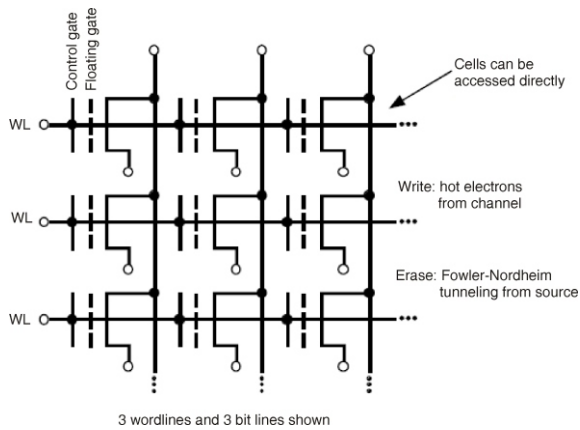 Control gate
Floating gate
Cells can be
accessed directly
WL
•••
Write: hot electrons
from channel
WL
•••
Erase: Fowler-Nordheim
tunneling from source
WL
•••
3 wordlines and 3 bit lines shown